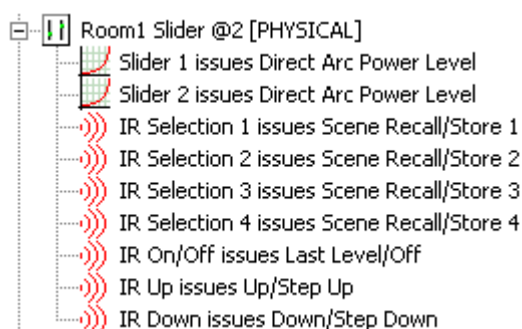 Room1 Slider @2 [PHYSICAL]
Slider 1 issues Direct Arc Power Level
Slider 2 issues Direct Arc Power Level
IR Selection 1 issues Scene Recall/Store 1
IR Selection 2 issues Scene Recall/Store 2
IR Selection 3 issues Scene Recall/Store 3
IR Selection 4 issues Scene Recall/Store 4
IR On/Off issues Last Level/Off
IR Up issues Up/Step Up
IR Down issues Down/Step Down